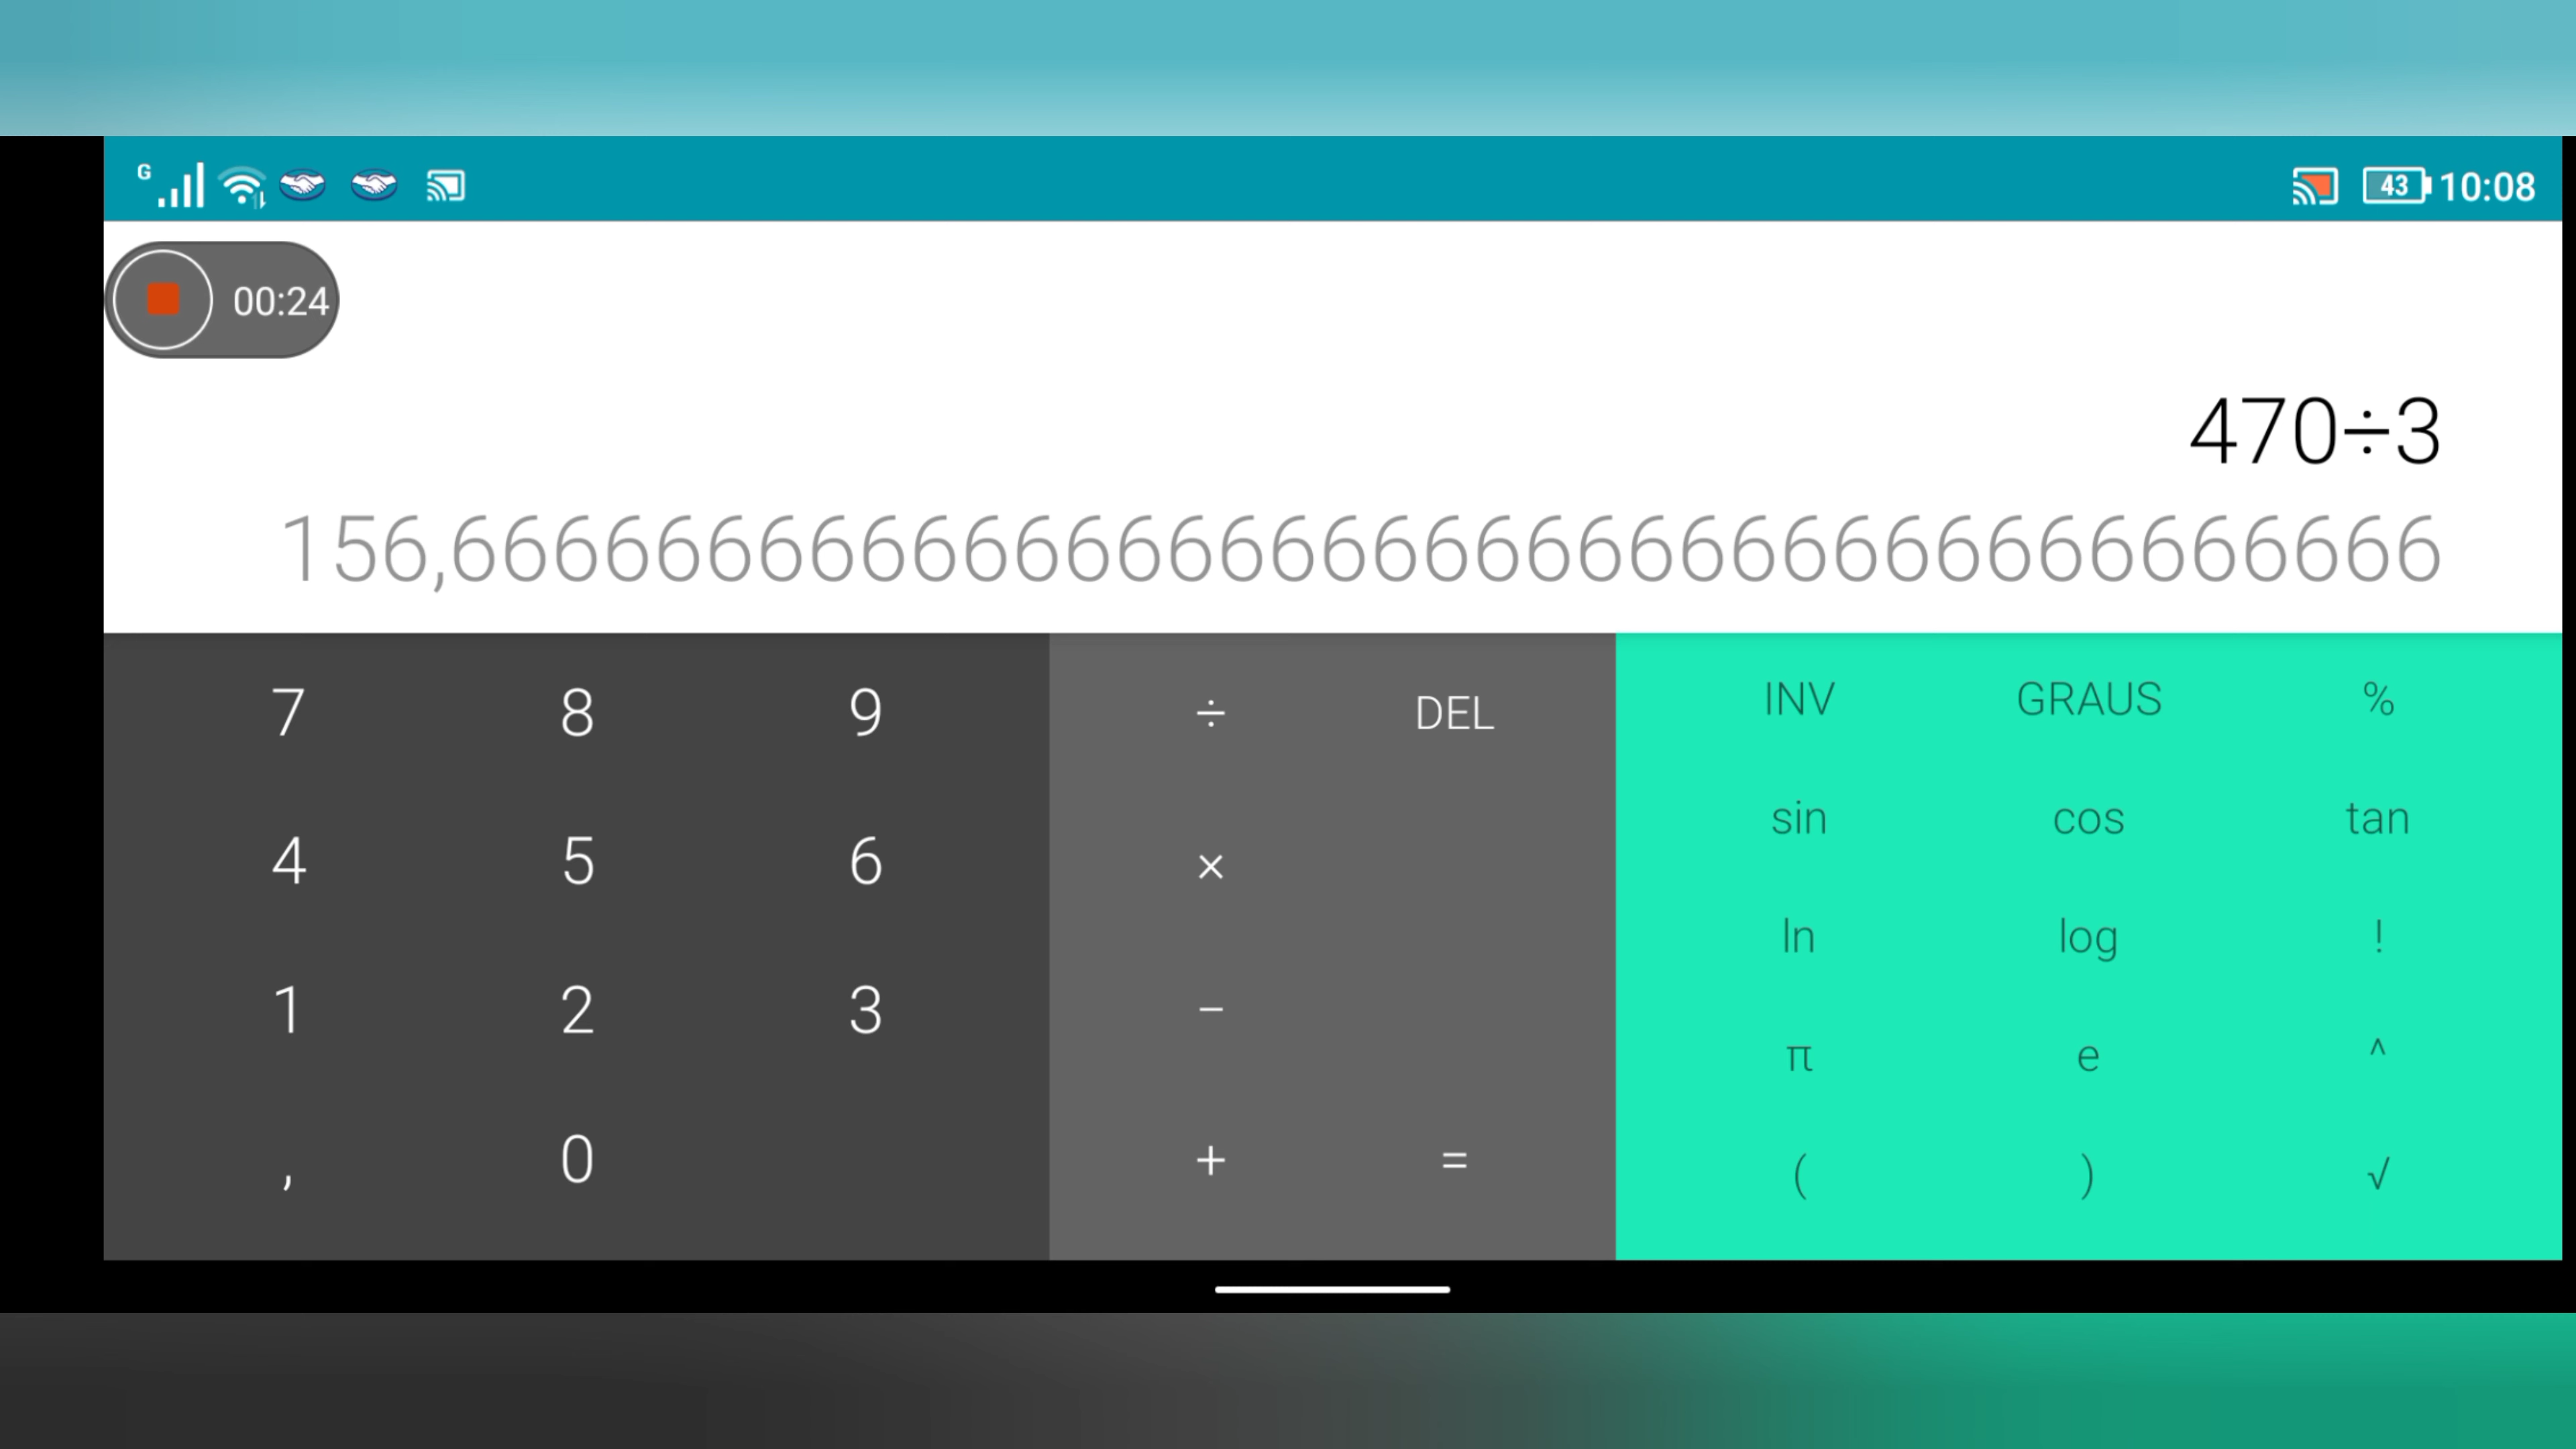 G 43 10:08
00:24
470÷3
156,666666666666666666666666666666666666666
7 8 9 ÷ DEL INV GRAUS %
4 5 6 × sin cos tan
1 2 3 − ln log !
π e ^
, 0 + = ( ) √